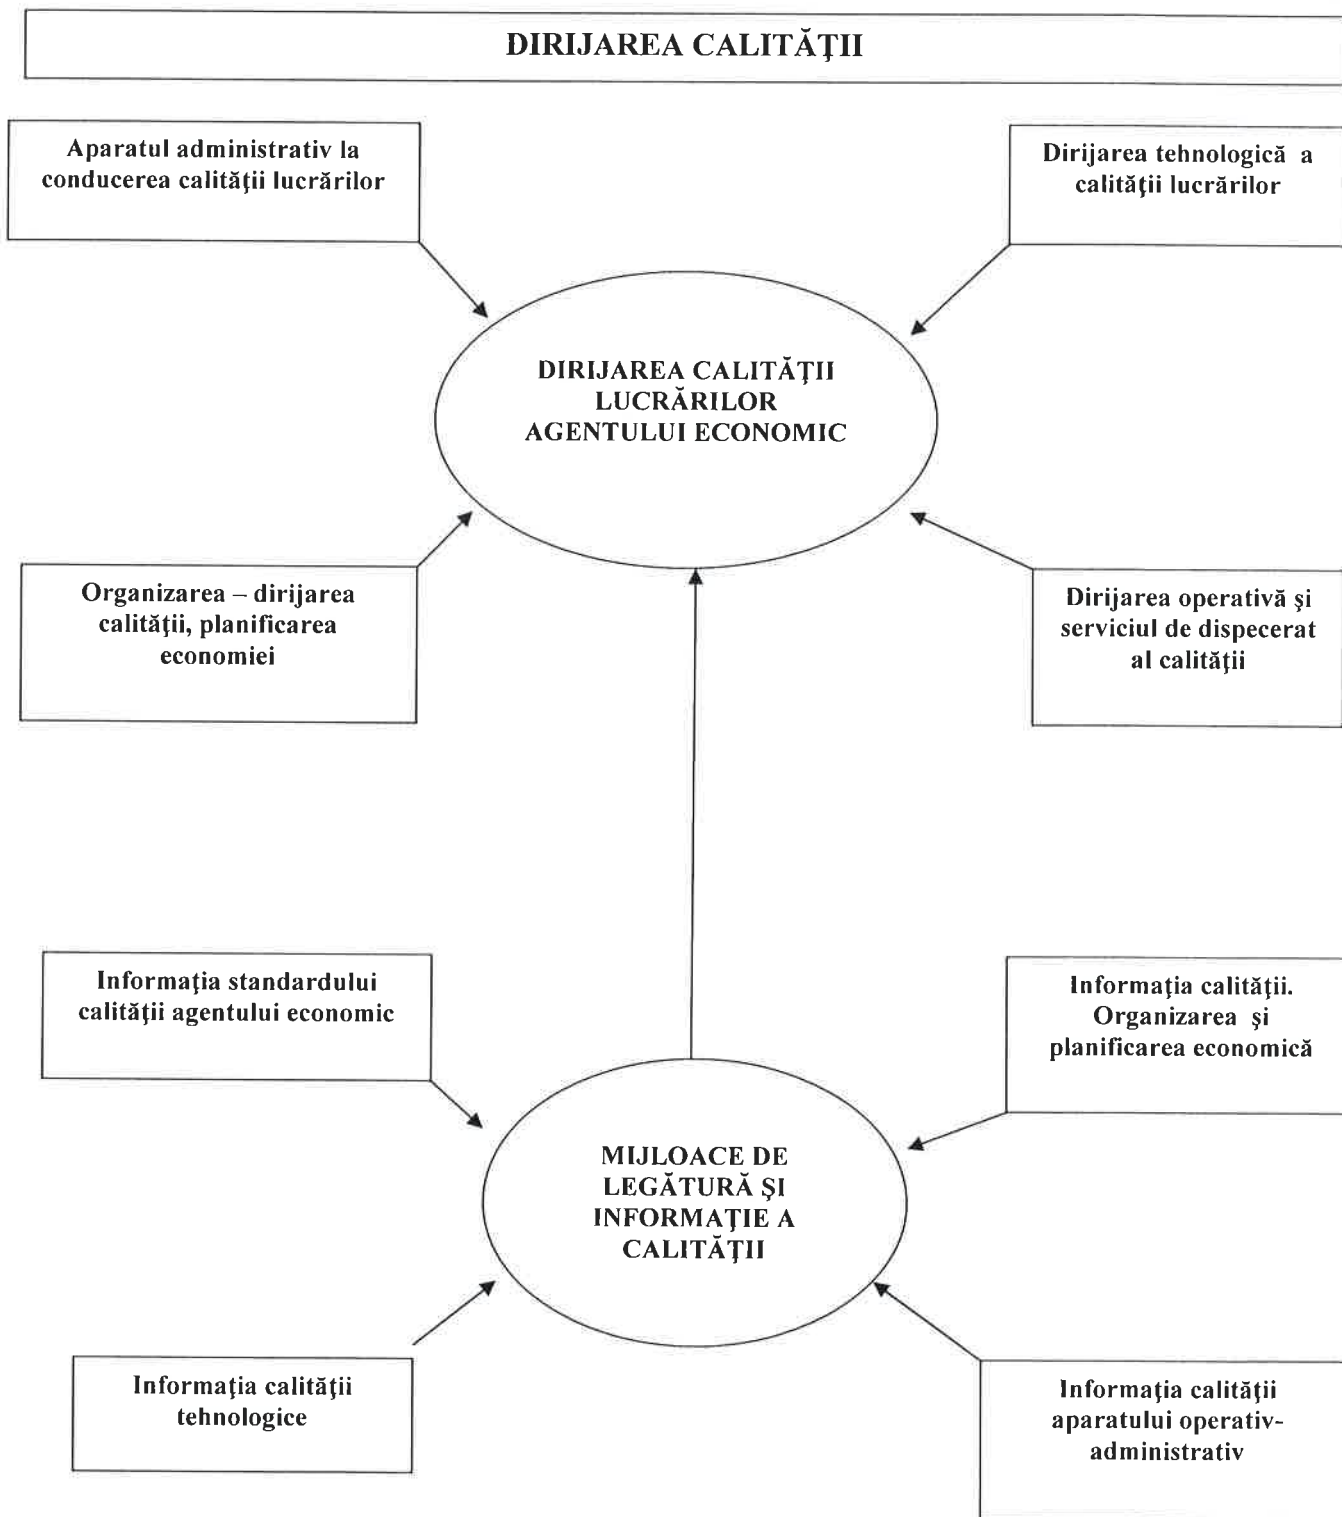 DIRIJAREA CALITĂŢII
Aparatul administrativ la
conducerea calităţii lucrărilor
Dirijarea tehnologică a
calităţii lucrărilor
DIRIJAREA CALITĂŢII
LUCRĂRILOR
AGENTULUI ECONOMIC
Organizarea – dirijarea
calităţii, planificarea
economiei
Dirijarea operativă şi
serviciul de dispecerat
al calităţii
Informaţia standardului
calităţii agentului economic
Informaţia calităţii.
Organizarea şi
planificarea economică
MIJLOACE DE
LEGĂTURĂ ŞI
INFORMAŢIE A
CALITĂŢII
Informaţia calităţii
tehnologice
Informaţia calităţii
aparatului operativ-
administrativ